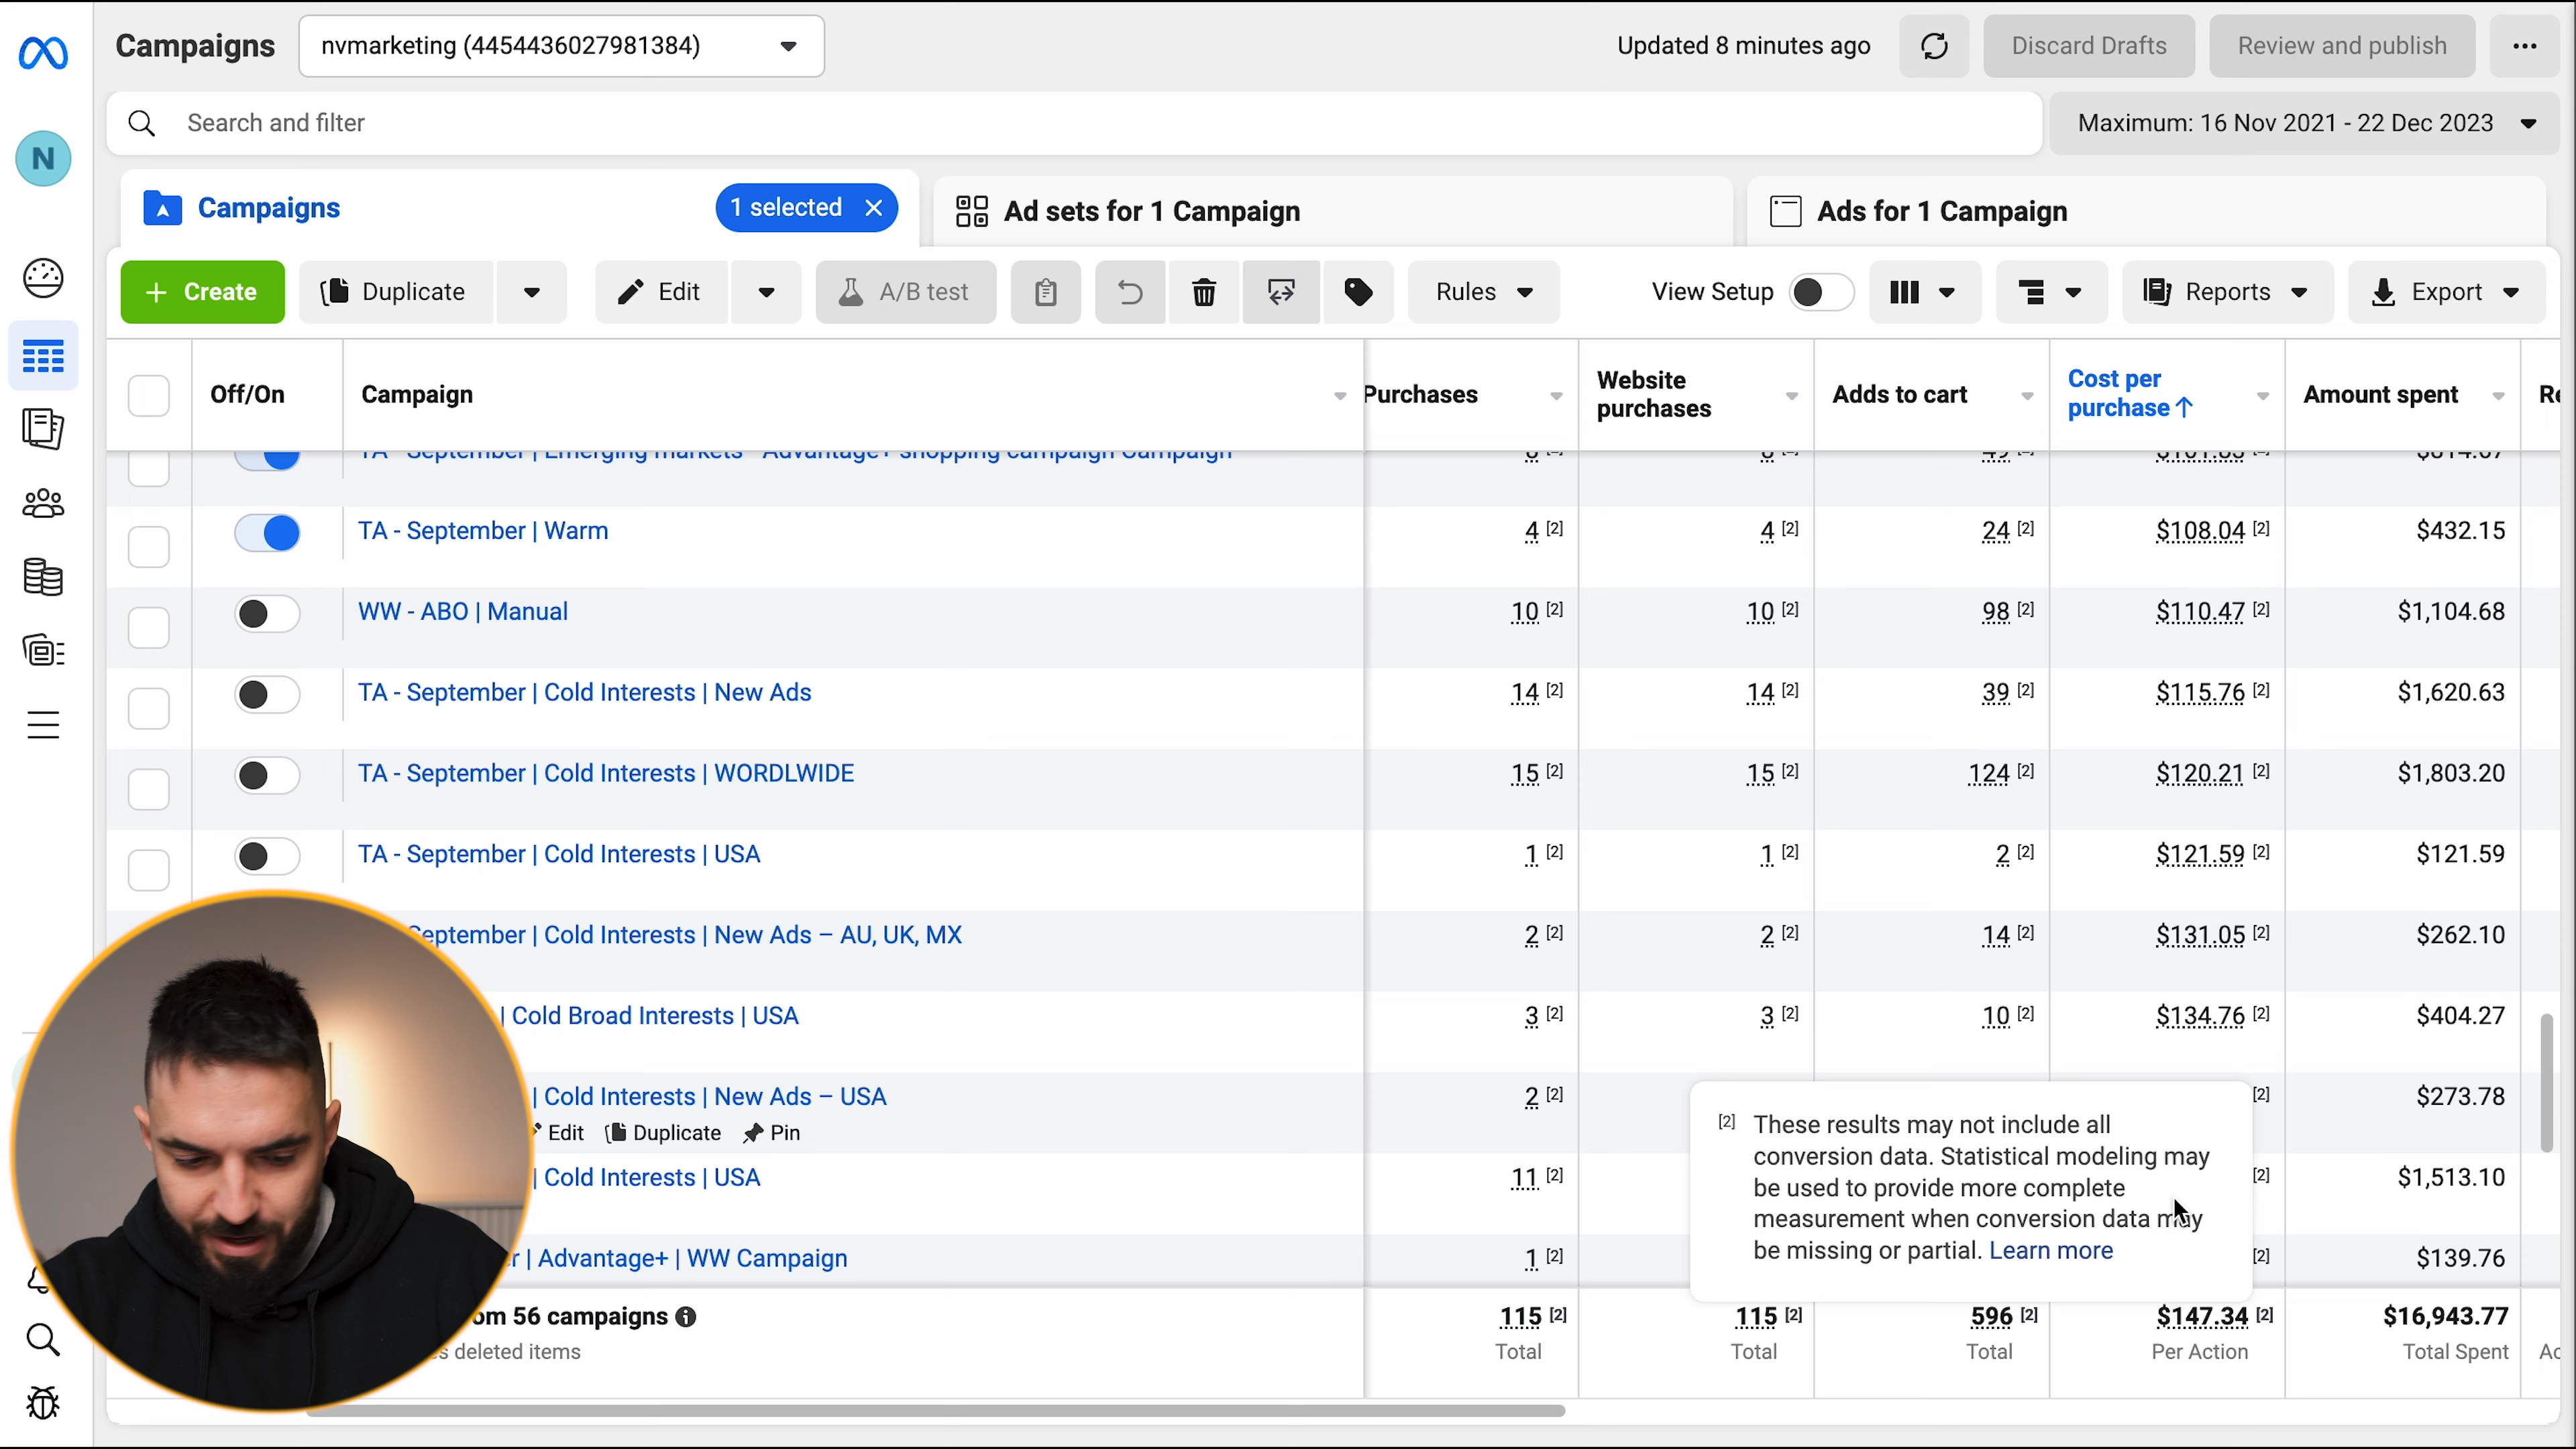 Campaigns
nvmarketing (4454436027981384)
Updated 8 minutes ago
Discard Drafts
Review and publish
N
Search and filter
Maximum: 16 Nov 2021 - 22 Dec 2023
Campaigns
1 selected
Ad sets for 1 Campaign
Ads for 1 Campaign
+ Create
Duplicate
Edit
A/B test
Rules
View Setup
Reports
Export
Off/On
Campaign
Purchases
Website
purchases
Adds to cart
Cost per
purchase ↑
Amount spent
TA - September | Emerging markets - Advantage+ shopping campaign Campaign
TA - September | Warm 4 [2] 4 [2] 24 [2] $108.04 [2] $432.15
WW - ABO | Manual 10 [2] 10 [2] 98 [2] $110.47 [2] $1,104.68
TA - September | Cold Interests | New Ads 14 [2] 14 [2] 39 [2] $115.76 [2] $1,620.63
TA - September | Cold Interests | WORDLWIDE 15 [2] 15 [2] 124 [2] $120.21 [2] $1,803.20
TA - September | Cold Interests | USA 1 [2] 1 [2] 2 [2] $121.59 [2] $121.59
September | Cold Interests | New Ads – AU, UK, MX 2 [2] 2 [2] 14 [2] $131.05 [2] $262.10
| Cold Broad Interests | USA 3 [2] 3 [2] 10 [2] $134.76 [2] $404.27
| Cold Interests | New Ads – USA 2 [2] [2] $273.78
Edit Duplicate Pin
| Cold Interests | USA 11 [2] [2] $1,513.10
| Advantage+ | WW Campaign 1 [2] [2] $139.76
[2] These results may not include all
conversion data. Statistical modeling may
be used to provide more complete
measurement when conversion data may
be missing or partial. Learn more
56 campaigns 115 [2] 115 [2] 596 [2] $147.34 [2] $16,943.77
deleted items Total Total Total Per Action Total Spent